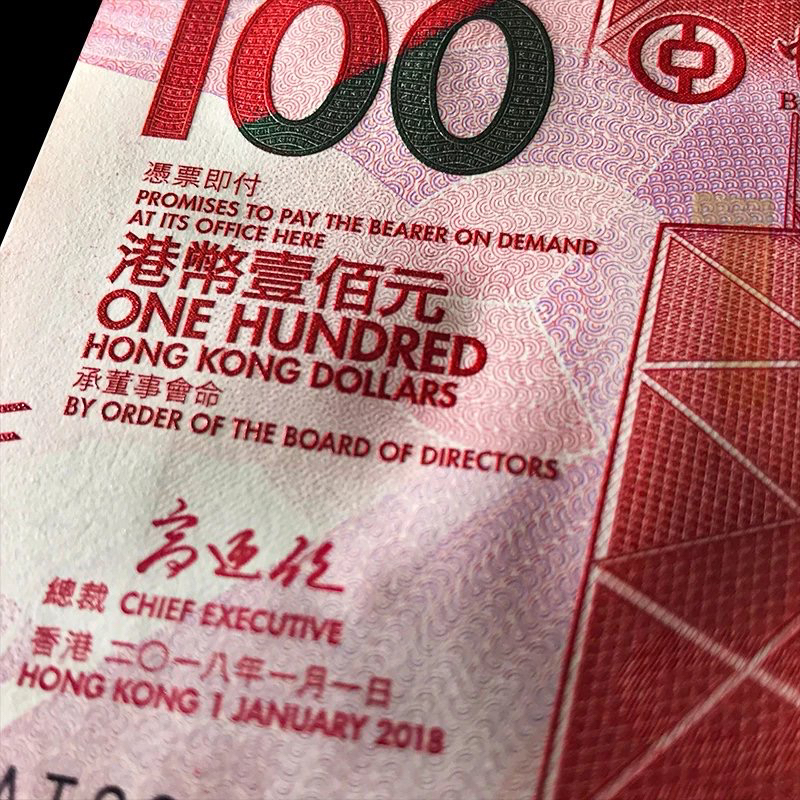 100
憑票即付
PROMISES TO PAY THE BEARER ON DEMAND
AT ITS OFFICE HERE
港幣壹佰元
ONE HUNDRED
HONG KONG DOLLARS
承董事會命
BY ORDER OF THE BOARD OF DIRECTORS
高迎欣
總裁 CHIEF EXECUTIVE
香港 二〇一八年一月一日
HONG KONG 1 JANUARY 2018